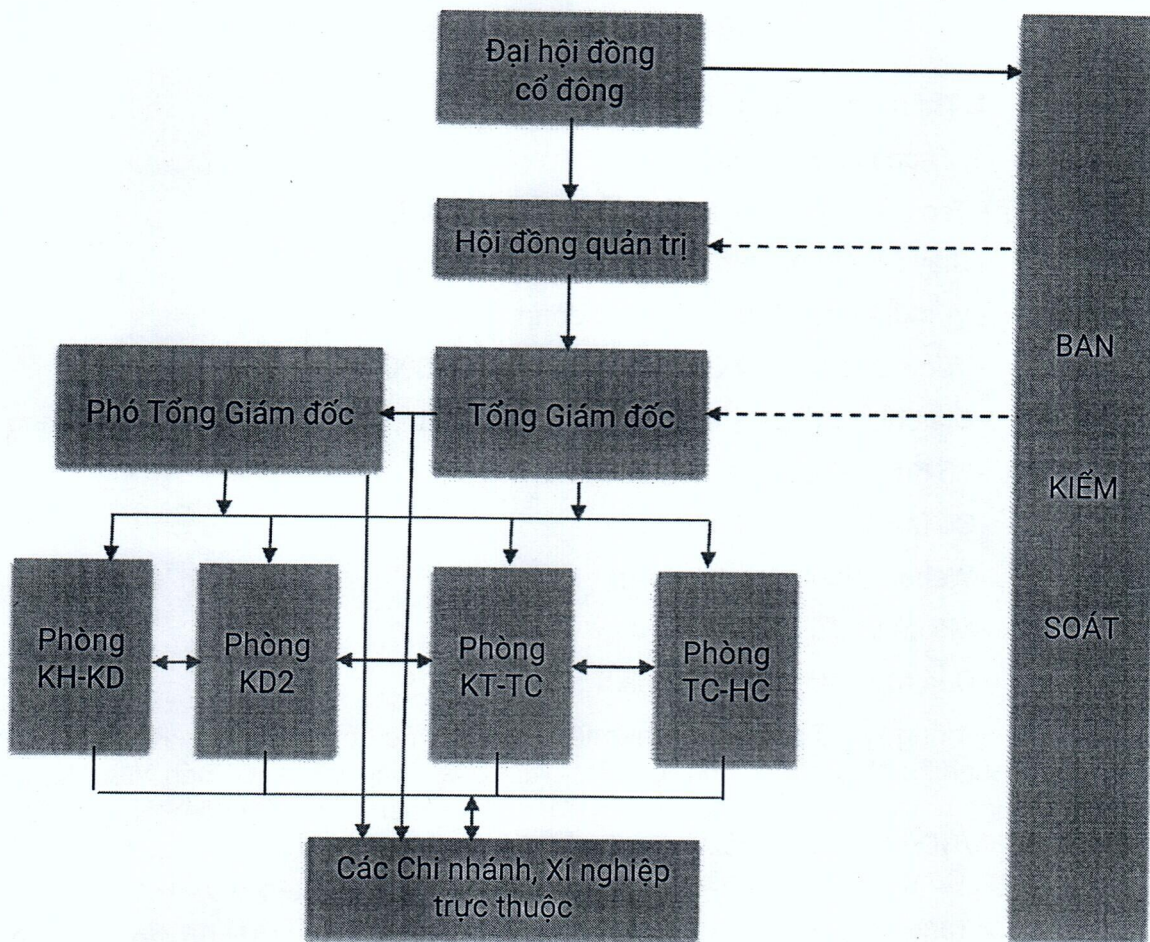 Đại hội đồng
cổ đông
Hội đồng quản trị
BAN
Phó Tổng Giám đốc
Tổng Giám đốc
KIỂM
SOÁT
Phòng
KH-KD
Phòng
KD2
Phòng
KT-TC
Phòng
TC-HC
Các Chi nhánh, Xí nghiệp
trực thuộc